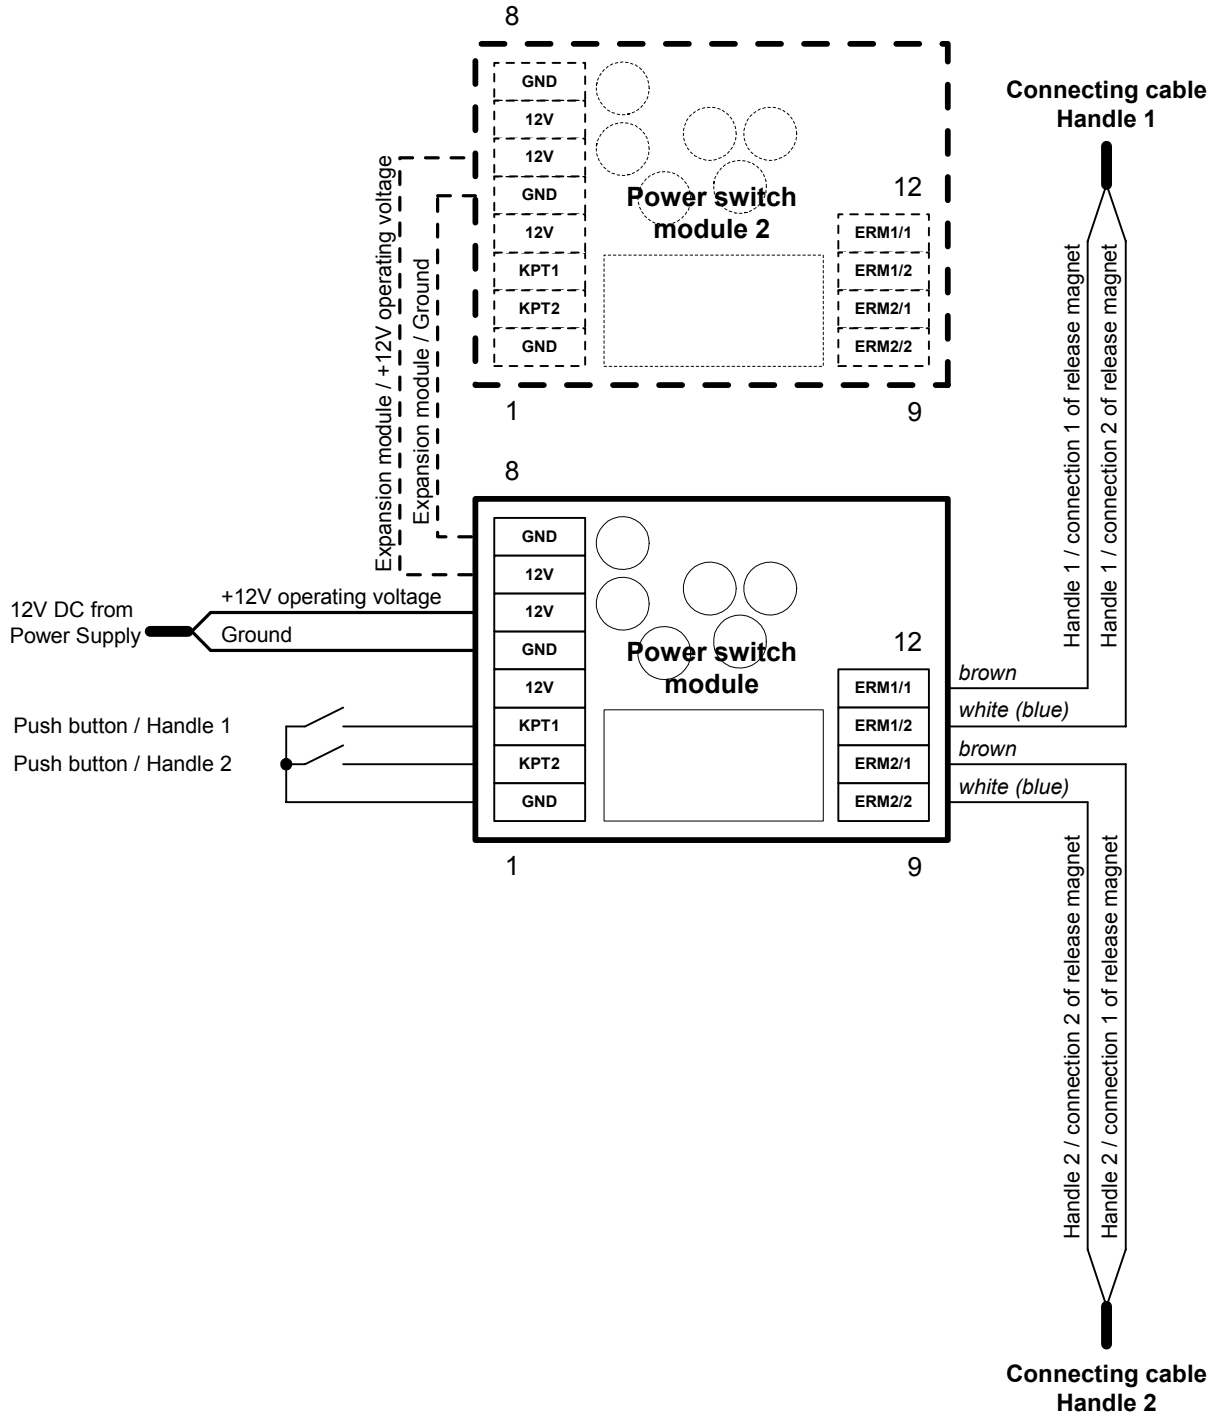 8
GND
12V
12V
GND
12V
KPT1
KPT2
GND
Power switch
module 2
12
ERM1/1
ERM1/2
ERM2/1
ERM2/2
1
9
Connecting cable
Handle 1
Expansion module / +12V operating voltage
Expansion module / Ground
Handle 1 / connection 1 of release magnet
Handle 1 / connection 2 of release magnet
8
GND
12V
12V
GND
12V
KPT1
KPT2
GND
Power switch
module
12
ERM1/1
ERM1/2
ERM2/1
ERM2/2
1
9
12V DC from
Power Supply
+12V operating voltage
Ground
Push button / Handle 1
Push button / Handle 2
brown
white (blue)
brown
white (blue)
Handle 2 / connection 2 of release magnet
Handle 2 / connection 1 of release magnet
Connecting cable
Handle 2